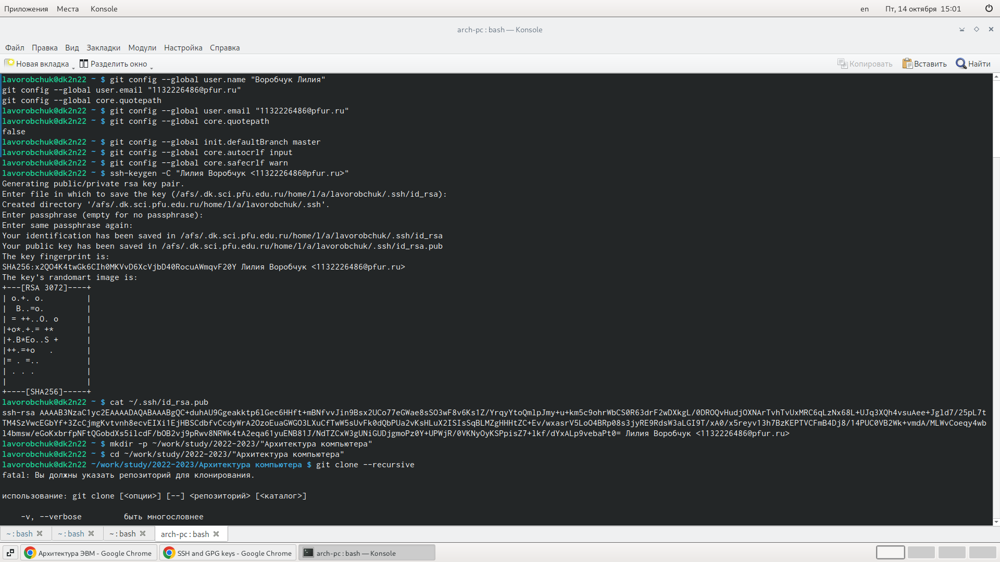 Приложения Места Konsole en Пт, 14 октября 15:01
arch-pc : bash — Konsole
Файл Правка Вид Закладки Модули Настройка Справка
Новая вкладка Разделить окно Копировать Вставить Найти
lavorobchuk@dk2n22 ~ $ git config --global user.name "Воробчук Лилия"
git config --global user.email "1132226486@pfur.ru"
git config --global core.quotepath
lavorobchuk@dk2n22 ~ $ git config --global user.email "1132226486@pfur.ru"
lavorobchuk@dk2n22 ~ $ git config --global core.quotepath
false
lavorobchuk@dk2n22 ~ $ git config --global init.defaultBranch master
lavorobchuk@dk2n22 ~ $ git config --global core.autocrlf input
lavorobchuk@dk2n22 ~ $ git config --global core.safecrlf warn
lavorobchuk@dk2n22 ~ $ ssh-keygen -C "Лилия Воробчук <1132226486@pfur.ru>"
Generating public/private rsa key pair.
Enter file in which to save the key (/afs/.dk.sci.pfu.edu.ru/home/l/a/lavorobchuk/.ssh/id_rsa):
Created directory '/afs/.dk.sci.pfu.edu.ru/home/l/a/lavorobchuk/.ssh'.
Enter passphrase (empty for no passphrase):
Enter same passphrase again:
Your identification has been saved in /afs/.dk.sci.pfu.edu.ru/home/l/a/lavorobchuk/.ssh/id_rsa
Your public key has been saved in /afs/.dk.sci.pfu.edu.ru/home/l/a/lavorobchuk/.ssh/id_rsa.pub
The key fingerprint is:
SHA256:x2QO4K4twGk6CIh0MKVvD6XcVjbD40RocuAWmqvF20Y Лилия Воробчук <1132226486@pfur.ru>
The key's randomart image is:
+---[RSA 3072]----+
| o.+. o.         |
|  B..=o.         |
| = ++..O. o      |
|+o*.+.= +*       |
|+.B*Eo..S +      |
|++.=+o   .       |
|= . =..          |
| . . .           |
|                 |
+----[SHA256]-----+
lavorobchuk@dk2n22 ~ $ cat ~/.ssh/id_rsa.pub
ssh-rsa AAAAB3NzaC1yc2EAAAADAQABAAABgQC+duhAU9Ggeakktp6lGec6HHft+mBNfvvJin9Bsx2UCo77eGWae8sSO3wF8v6Ks1Z/YrqyYtoQmlpJmy+u+km5c9ohrWbCS0R63drF2wDXkgL/0DROQvHudjOXNArTvhTvUxMRC6qLzNx68L+UJq3XQh4vsuAee+Jgld7/25pL7t
TM4SzVwcEGbYf+3ZcCjmgKvtvnh8ecvEIXi1EjHBSCdbfvCcdyWrA2OzoEuaGWGO3LXuCfTwW5sUvFk0dQbPUa2vKsHLuX2ISIsSqBLMZgHHHtZC+Ev/wxasrV5LoO4BRp08s3jyRE9RdsW3aLGI9T/xA0/x5reyv13h7BzKEPTVCFmB4Dj8/14PUC0VB2Wk+vmdA/MLWvCoeqy4wb
l4bmsw/eGoKxbrfpNFtQGobdXs5ilcdF/bOB2vj9pRwv8NRWk4tA2eqa61yuENB81J/NdTZCxW3gUNiGUDjgmoPz0Y+UPWjR/0VKNyOyKSPpisZ7+lkf/dYxALp9vebaPt0= Лилия Воробчук <1132226486@pfur.ru>
lavorobchuk@dk2n22 ~ $ mkdir -p ~/work/study/2022-2023/"Архитектура компьютера"
lavorobchuk@dk2n22 ~ $ cd ~/work/study/2022-2023/"Архитектура компьютера"
lavorobchuk@dk2n22 ~/work/study/2022-2023/Архитектура компьютера $ git clone --recursive
fatal: Вы должны указать репозиторий для клонирования.
использование: git clone [<опции>] [--] <репозиторий> [<каталог>]
-v, --verbose быть многословнее
~ : bash ~ : bash ~ : bash arch-pc : bash
Архитектура ЭВМ - Google Chrome SSH and GPG keys - Google Chrome arch-pc : bash — Konsole